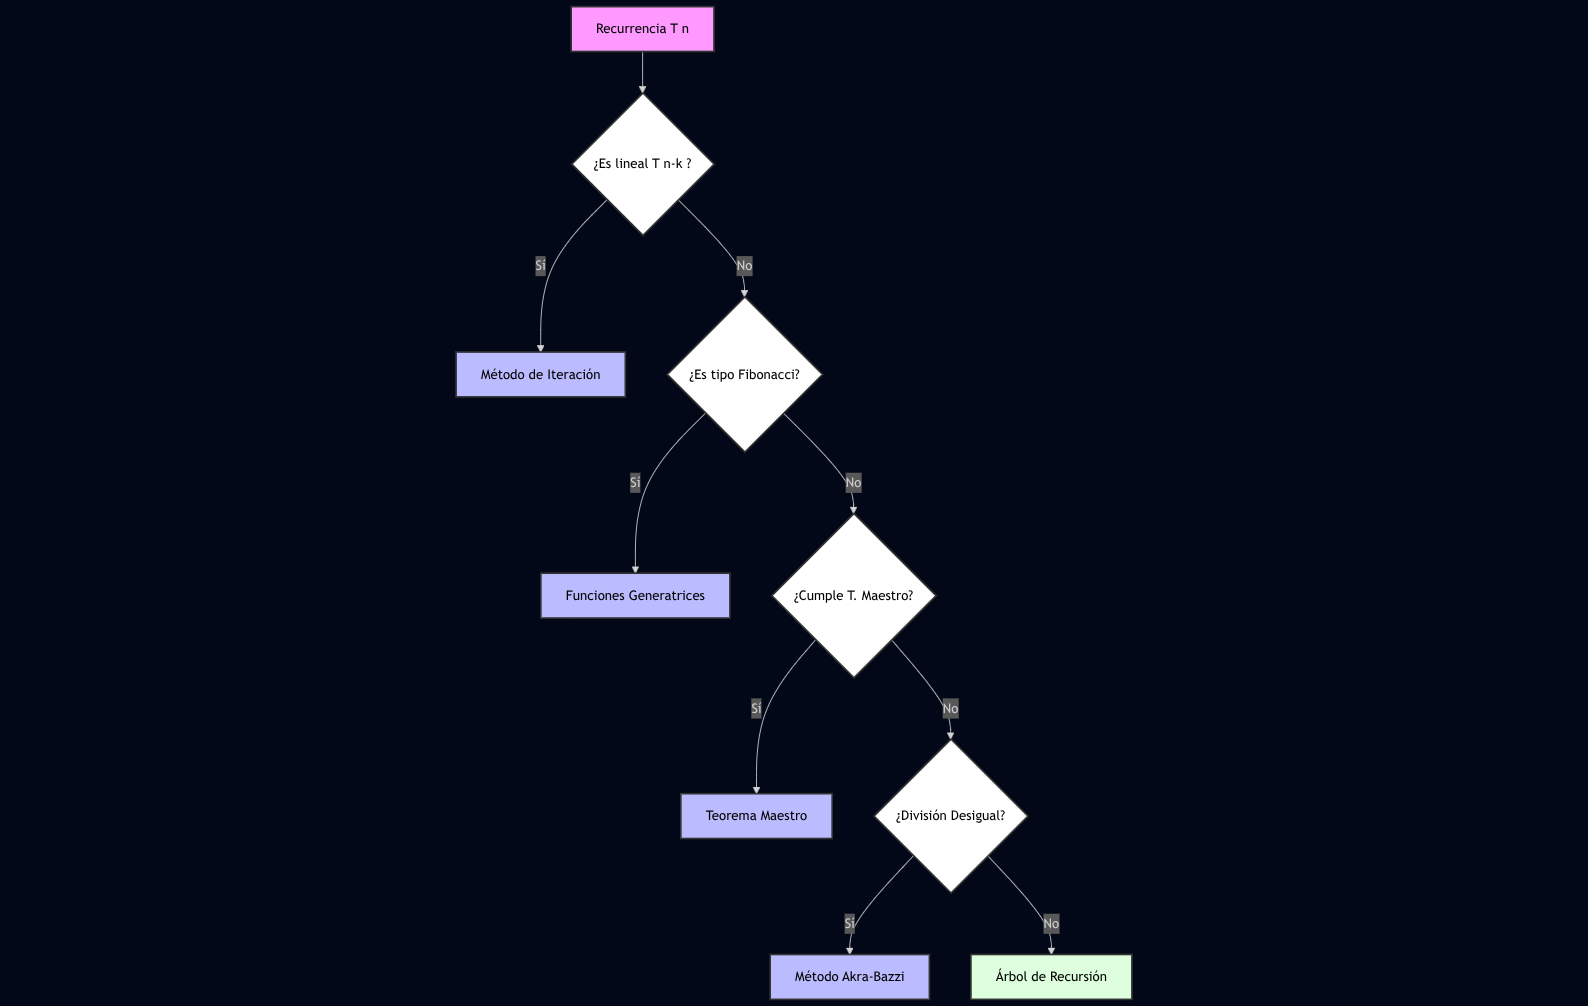 Recurrencia T n
¿Es lineal T n-k ?
Sí
No
Método de Iteración
¿Es tipo Fibonacci?
Sí
No
Funciones Generatrices
¿Cumple T. Maestro?
Sí
No
Teorema Maestro
¿División Desigual?
Sí
No
Método Akra-Bazzi
Árbol de Recursión